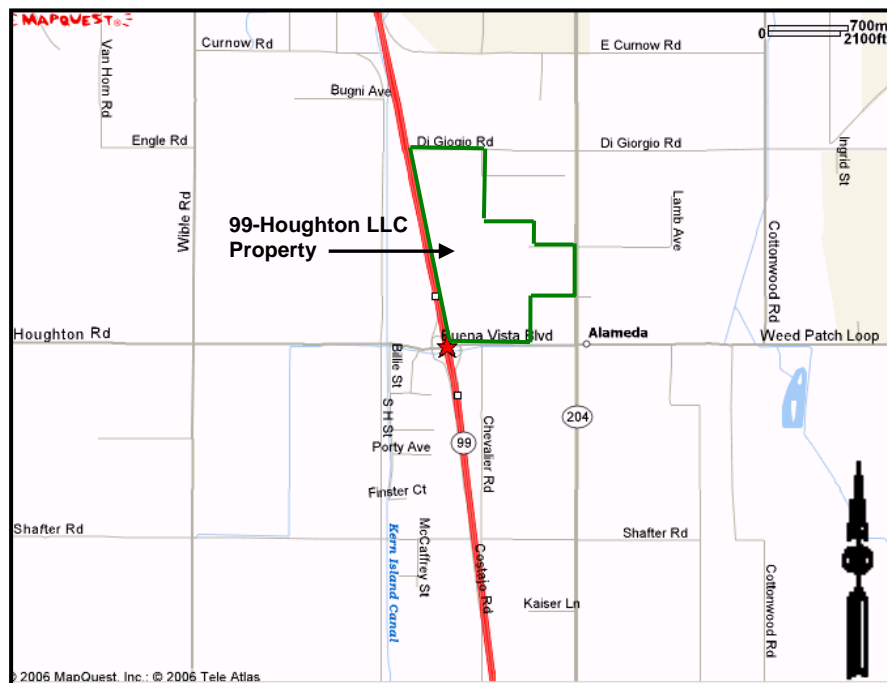 MAPQUEST®
700m
0
2100ft
Van Horn Rd
Curnow Rd
E Curnow Rd
Bugni Ave
Engle Rd
Di Giogio Rd
Di Giorgio Rd
Ingrid St
Wible Rd
99-Houghton LLC
Property
Lamb Ave
Cottonwood Rd
Houghton Rd
Buena Vista Blvd
Alameda
Weed Patch Loop
Billie St
S H St
204
Chevalier Rd
99
Porty Ave
Finster Ct
Shafter Rd
Shafter Rd
McCaffrey St
Kern Island Canal
Costajo Rd
Cottonwood Rd
Kaiser Ln
© 2006 MapQuest, Inc.; © 2006 Tele Atlas